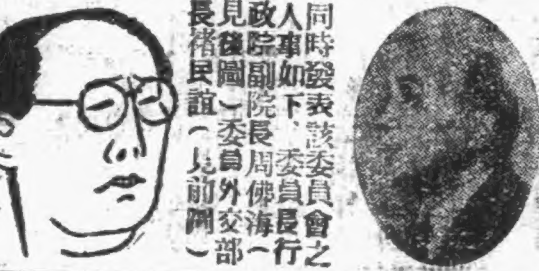 同時發表該委員會之
人事如下、委員長行
政院副院長周佛海(
見後圖)委員外交部
長褚民誼(見前圖)